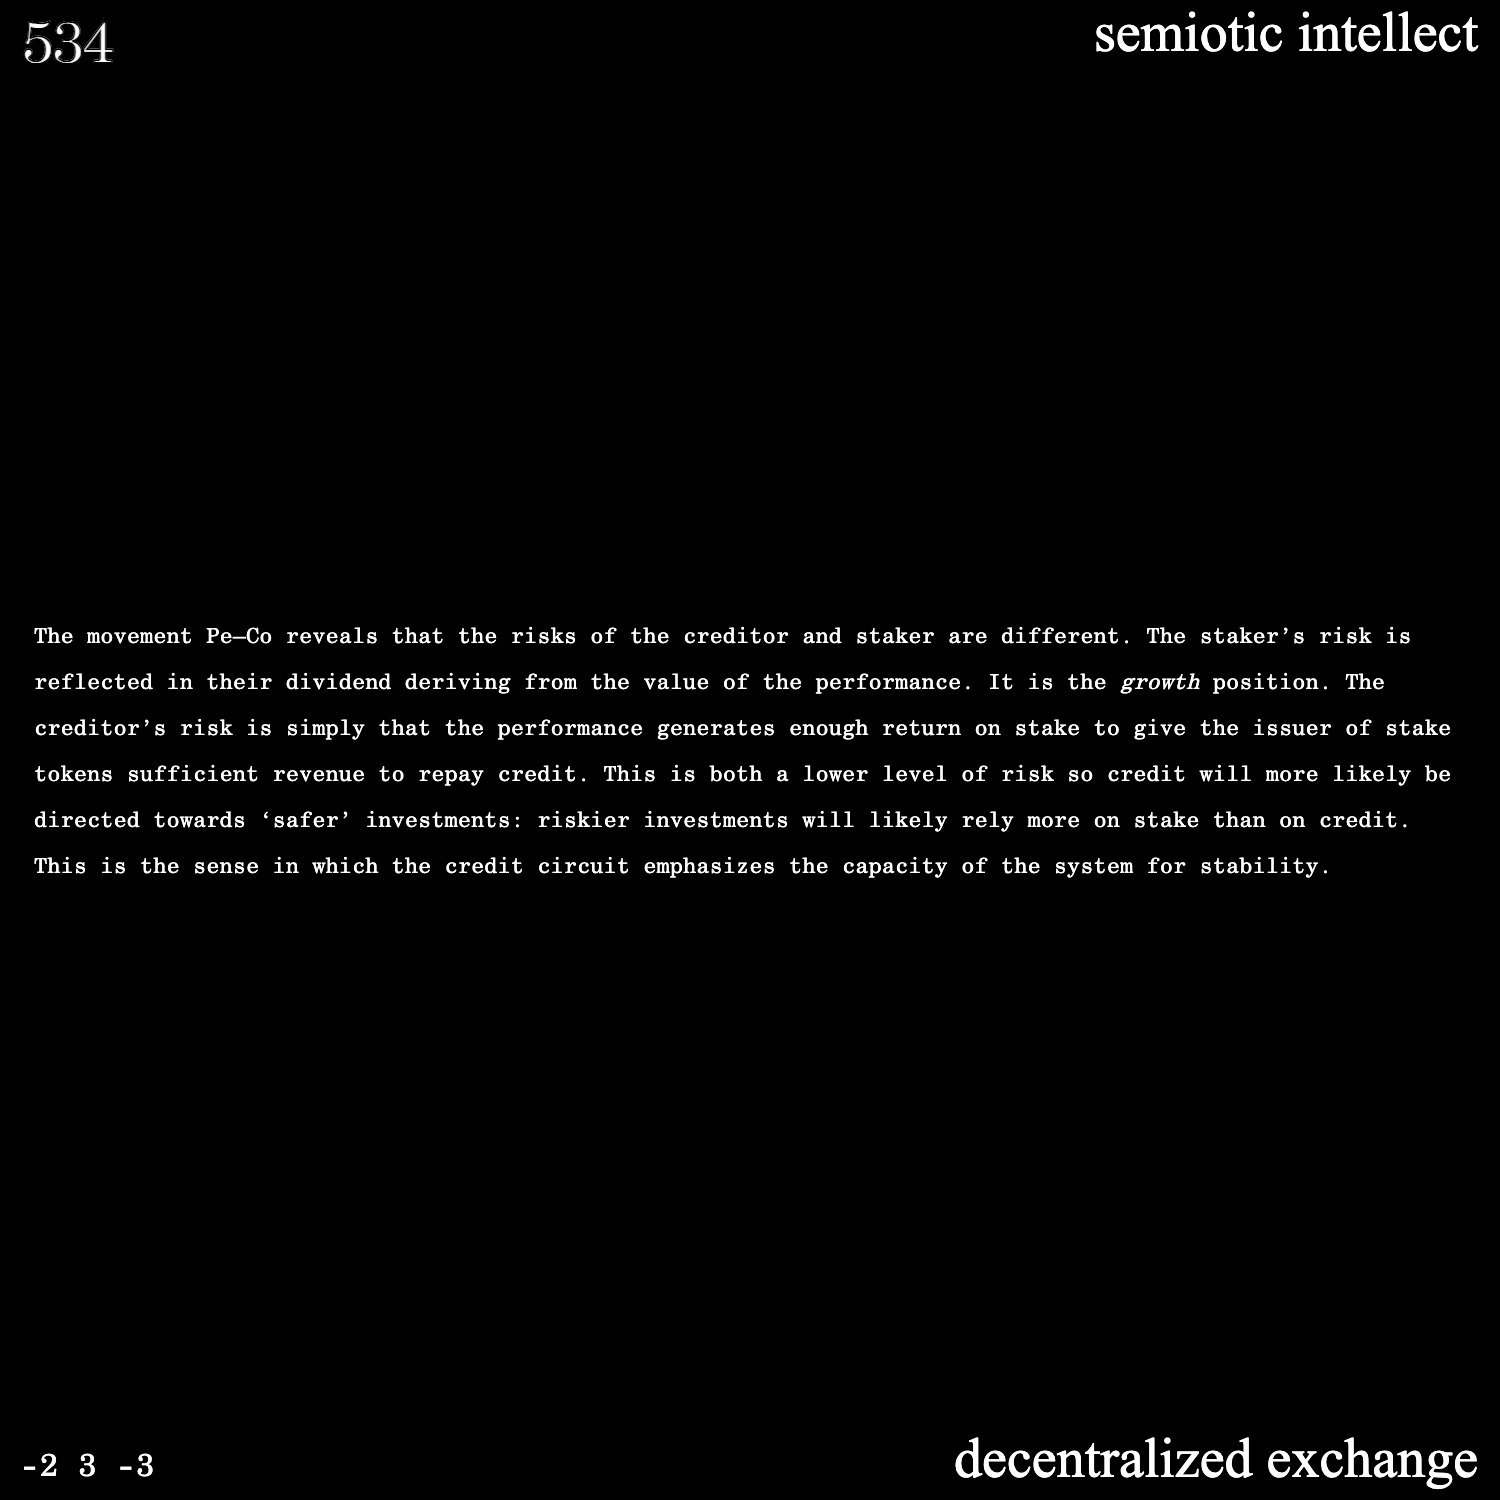 534
semiotic intellect
The movement Pe—Co reveals that the risks of the creditor and staker are different. The staker’s risk is
reflected in their dividend deriving from the value of the performance. It is the growth position. The
creditor’s risk is simply that the performance generates enough return on stake to give the issuer of stake
tokens sufficient revenue to repay credit. This is both a lower level of risk so credit will more likely be
directed towards ‘safer’ investments: riskier investments will likely rely more on stake than on credit.
This is the sense in which the credit circuit emphasizes the capacity of the system for stability.
-2 3 -3
decentralized exchange